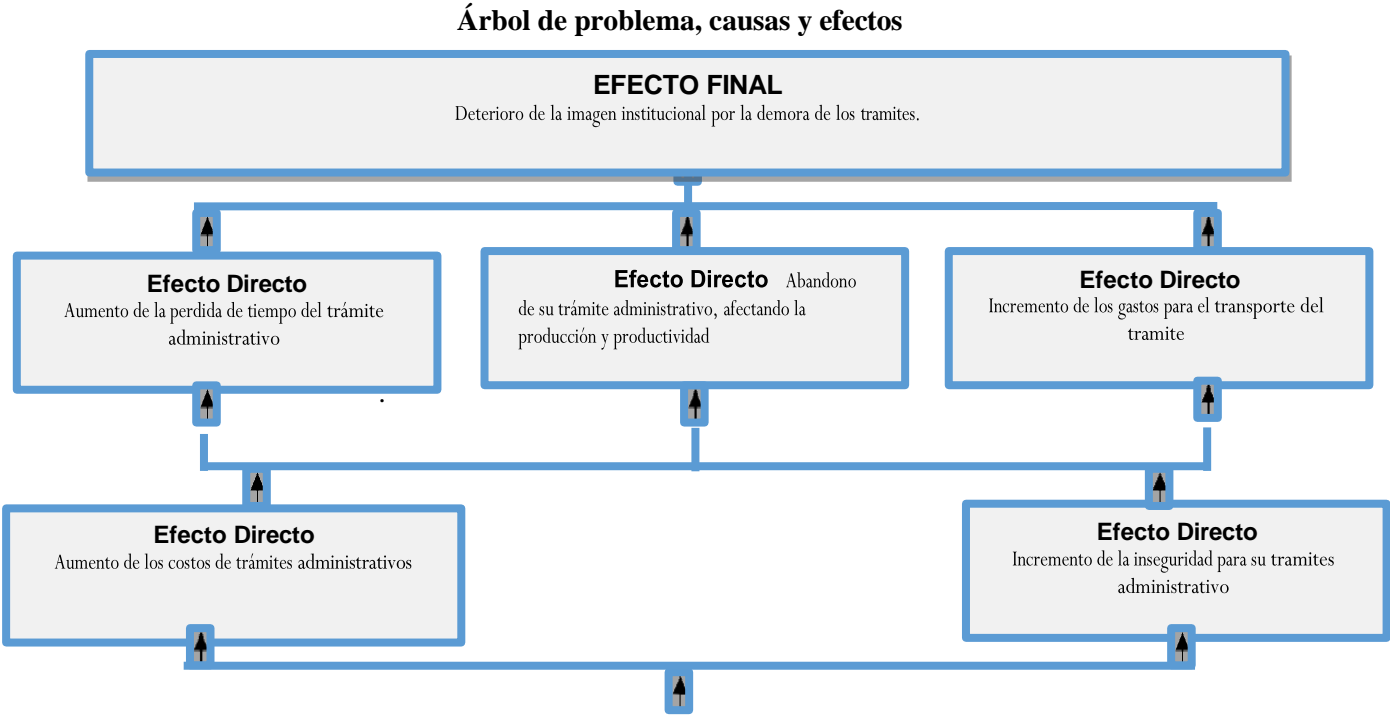 Árbol de problema, causas y efectos
EFECTO FINAL
Deterioro de la imagen institucional por la demora de los tramites.
Efecto Directo
Aumento de la perdida de tiempo del trámite
administrativo
.
Efecto Directo Abandono
de su trámite administrativo, afectando la
producción y productividad
Efecto Directo
Incremento de los gastos para el transporte del
tramite
Efecto Directo
Aumento de los costos de trámites administrativos
Efecto Directo
Incremento de la inseguridad para su tramites
administrativo